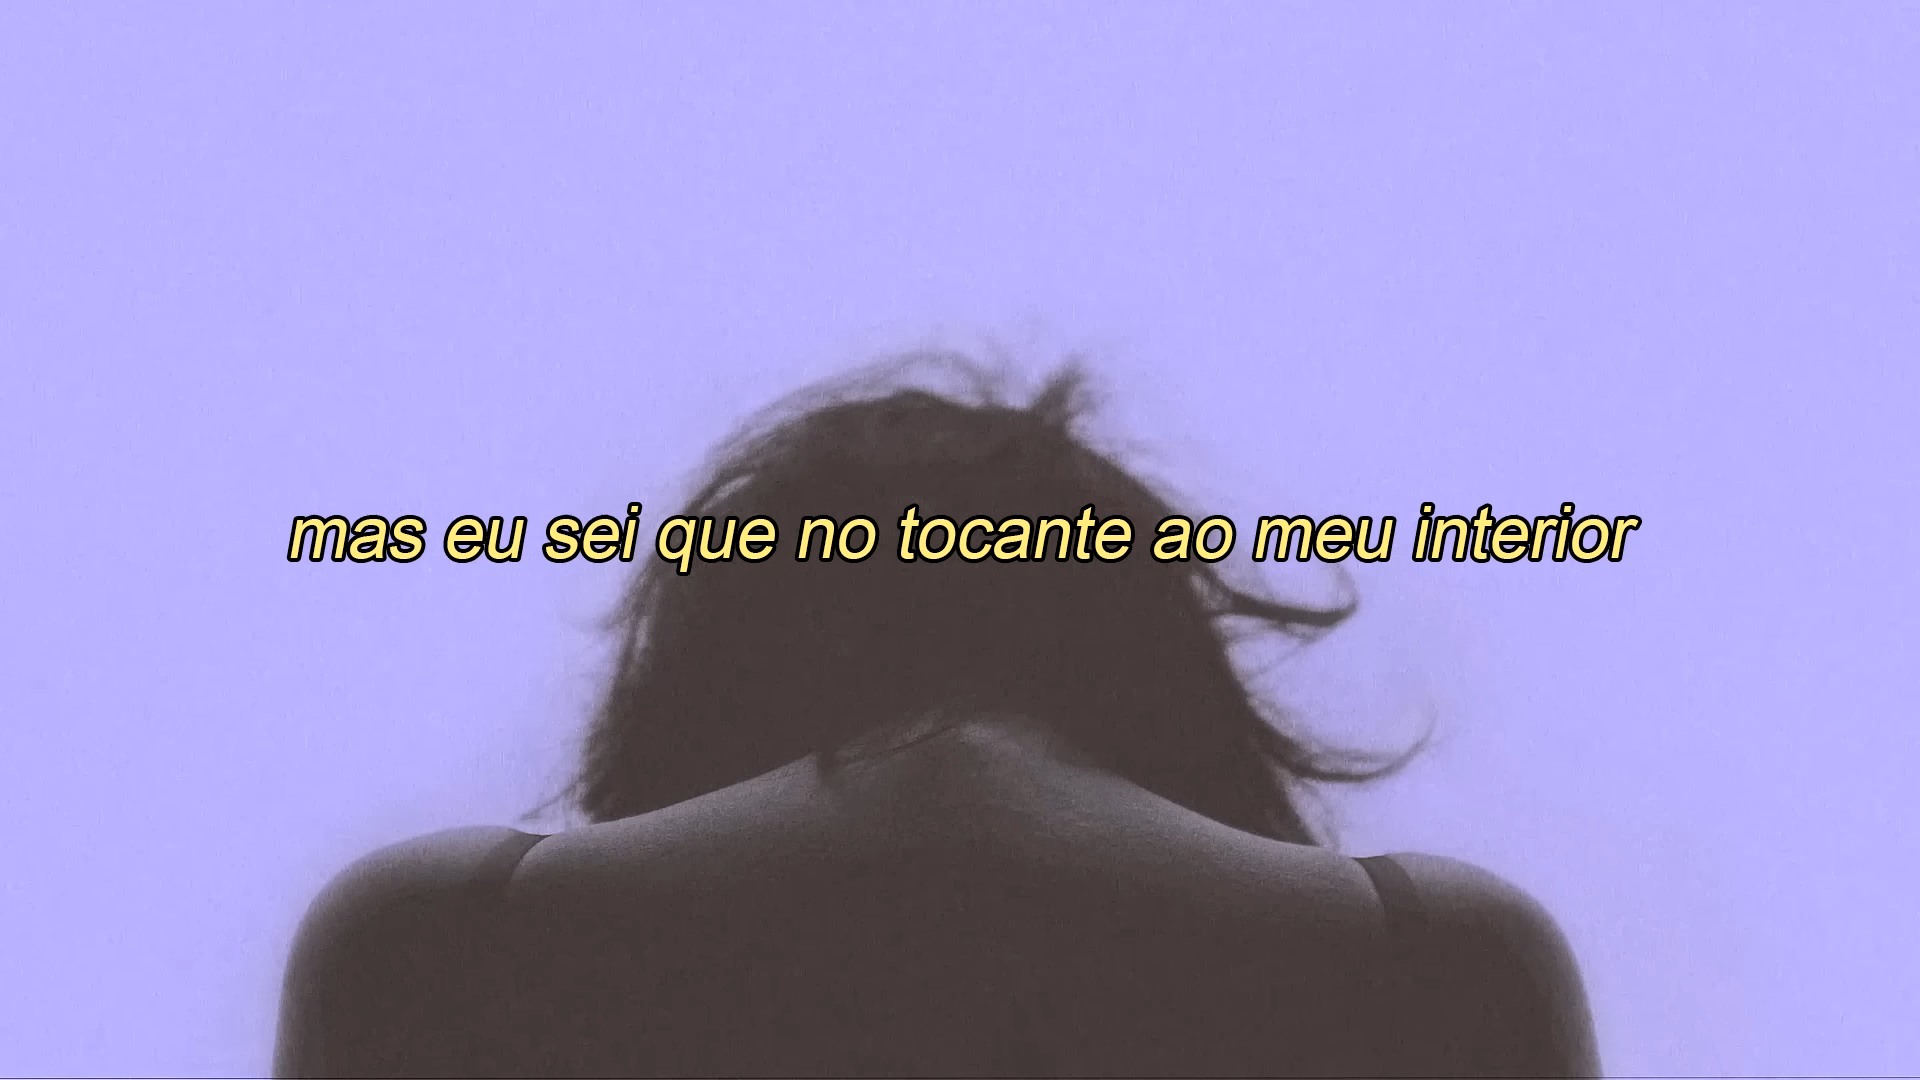 mas eu sei que no tocante ao meu interior